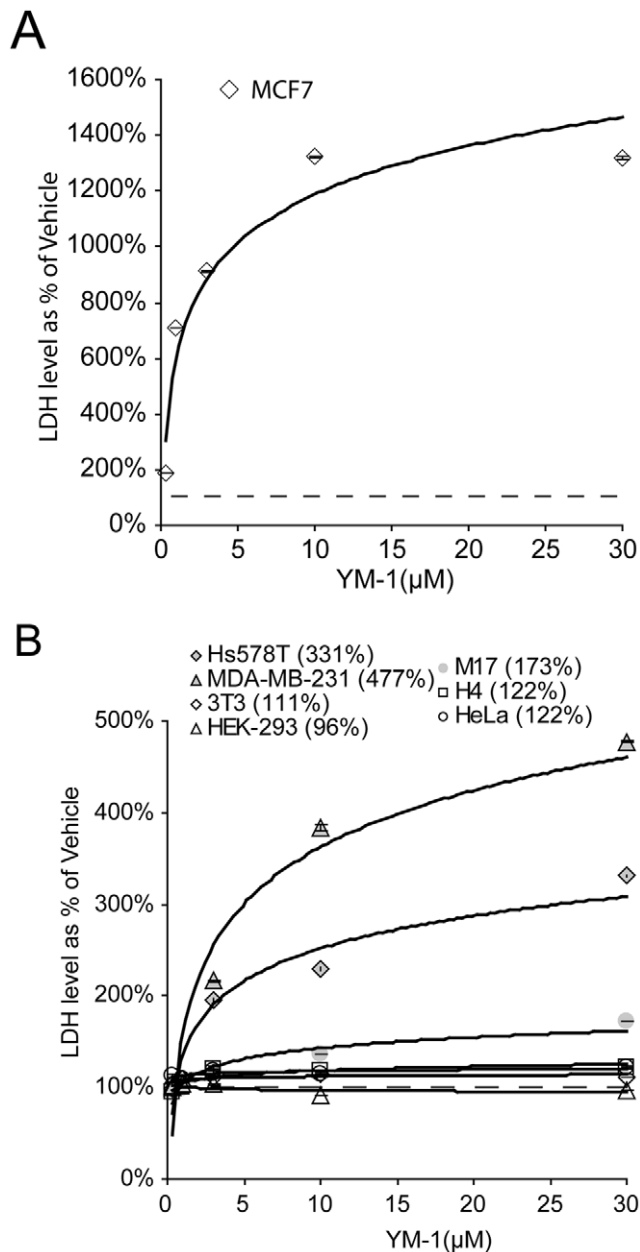 A
1600%
MCF7
1400%
1200%
1000%
800%
600%
400%
200%
0%
LDH level as % of Vehicle
0 5 10 15 20 25 30
YM-1(µM)
B
Hs578T (331%)
MDA-MB-231 (477%)
3T3 (111%)
HEK-293 (96%)
M17 (173%)
H4 (122%)
HeLa (122%)
500%
400%
300%
200%
100%
0%
LDH level as % of Vehicle
0 5 10 15 20 25 30
YM-1(µM)